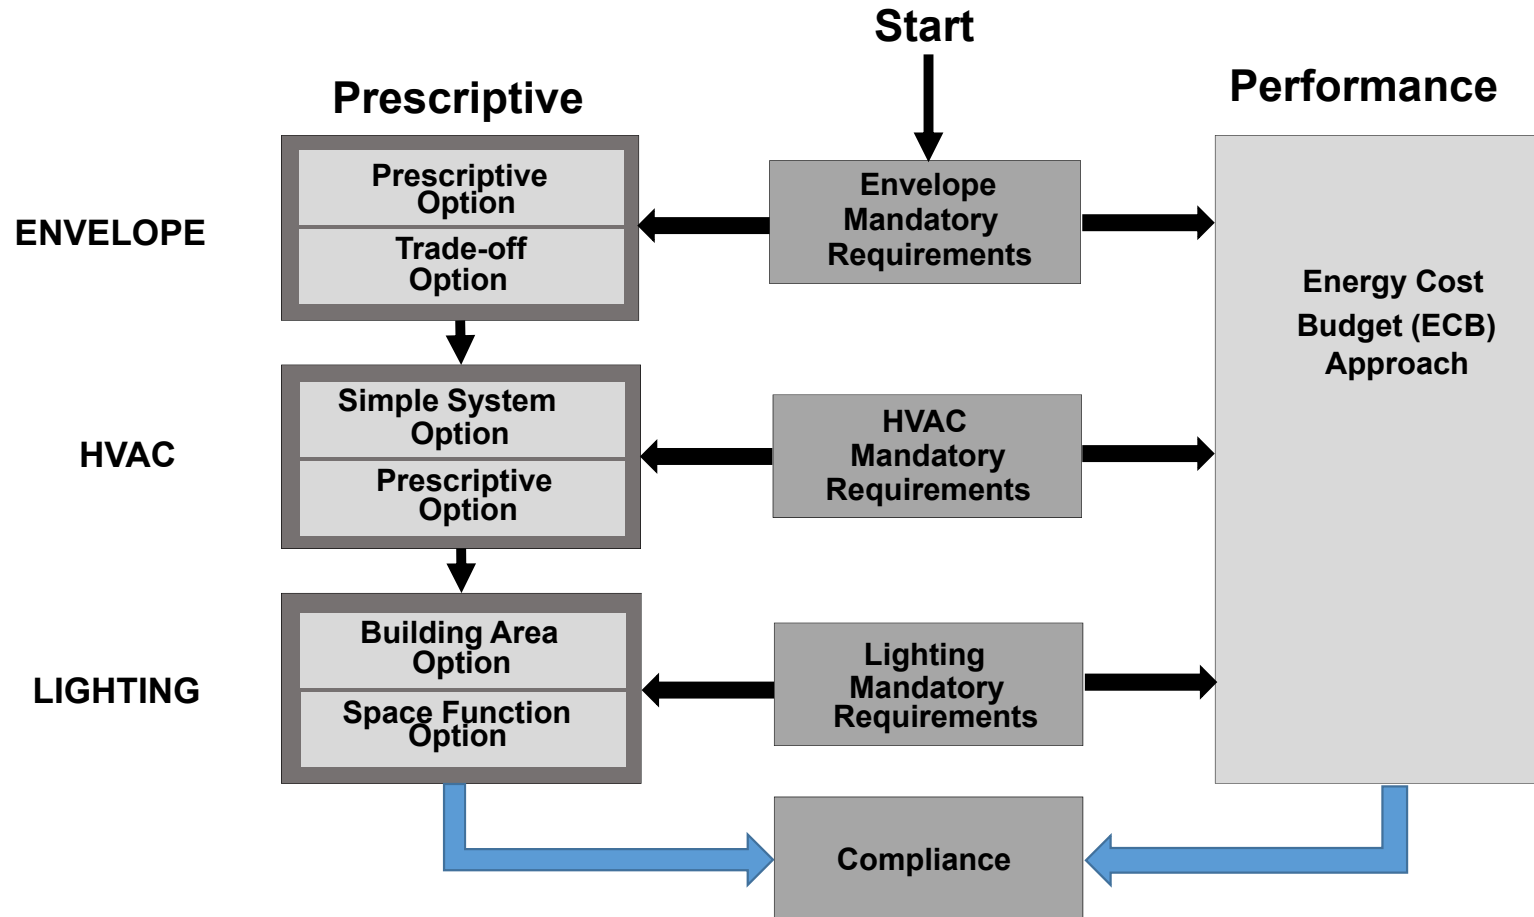 Start
Prescriptive
Performance
ENVELOPE
Prescriptive
Option
Trade-off
Option
Envelope
Mandatory
Requirements
Energy Cost
Budget (ECB)
Approach
HVAC
Simple System
Option
Prescriptive
Option
HVAC
Mandatory
Requirements
LIGHTING
Building Area
Option
Space Function
Option
Lighting
Mandatory
Requirements
Compliance